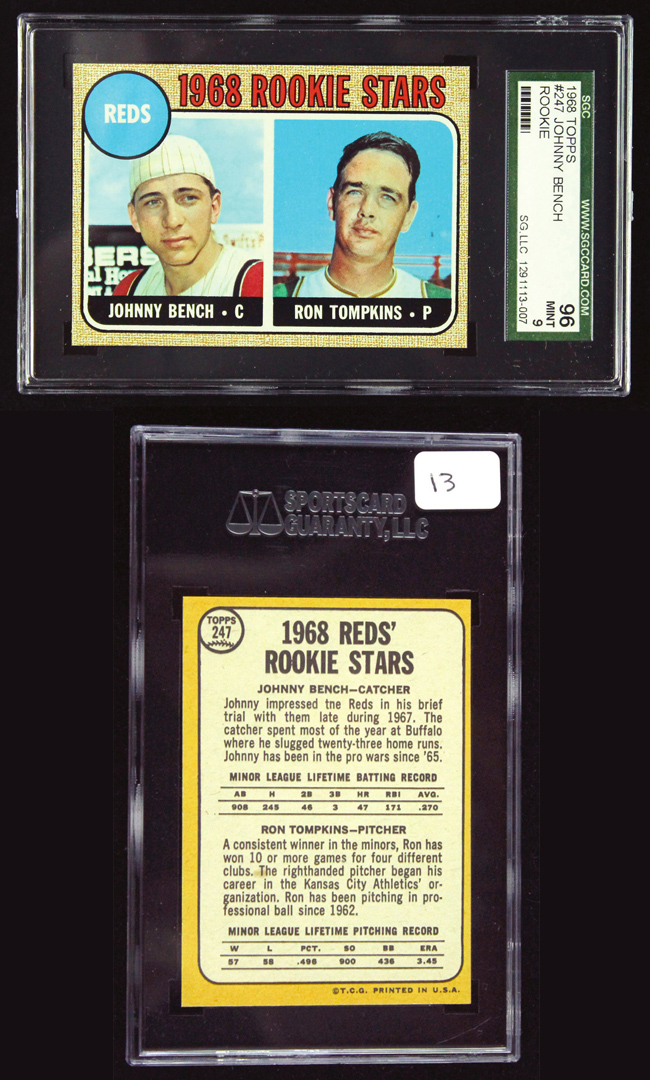 1968 ROOKIE STARS
REDS
ERS
al Ho
Swift's P
JOHNNY BENCH • C
RON TOMPKINS • P
SGC
WWW.SGCCARD.COM
1968 TOPPS
#247 JOHNNY BENCH
ROOKIE
SG, LLC 1291113-007
96
MINT 9
13
SPORTSCARD
GUARANTY, LLC
TOPPS
247
1968 REDS'
ROOKIE STARS
JOHNNY BENCH—CATCHER
Johnny impressed tne Reds in his brief
trial with them late during 1967. The
catcher spent most of the year at Buffalo
where he slugged twenty-three home runs.
Johnny has been in the pro wars since '65.
MINOR LEAGUE LIFETIME BATTING RECORD
AB H 2B 3B HR RBI AVG.
908 245 46 3 47 171 .270
RON TOMPKINS—PITCHER
A consistent winner in the minors, Ron has
won 10 or more games for four different
clubs. The righthanded pitcher began his
career in the Kansas City Athletics' or-
ganization. Ron has been pitching in pro-
fessional ball since 1962.
MINOR LEAGUE LIFETIME PITCHING RECORD
W L PCT. SO BB ERA
57 58 .496 900 436 3.45
©T.C.G. PRINTED IN U.S.A.